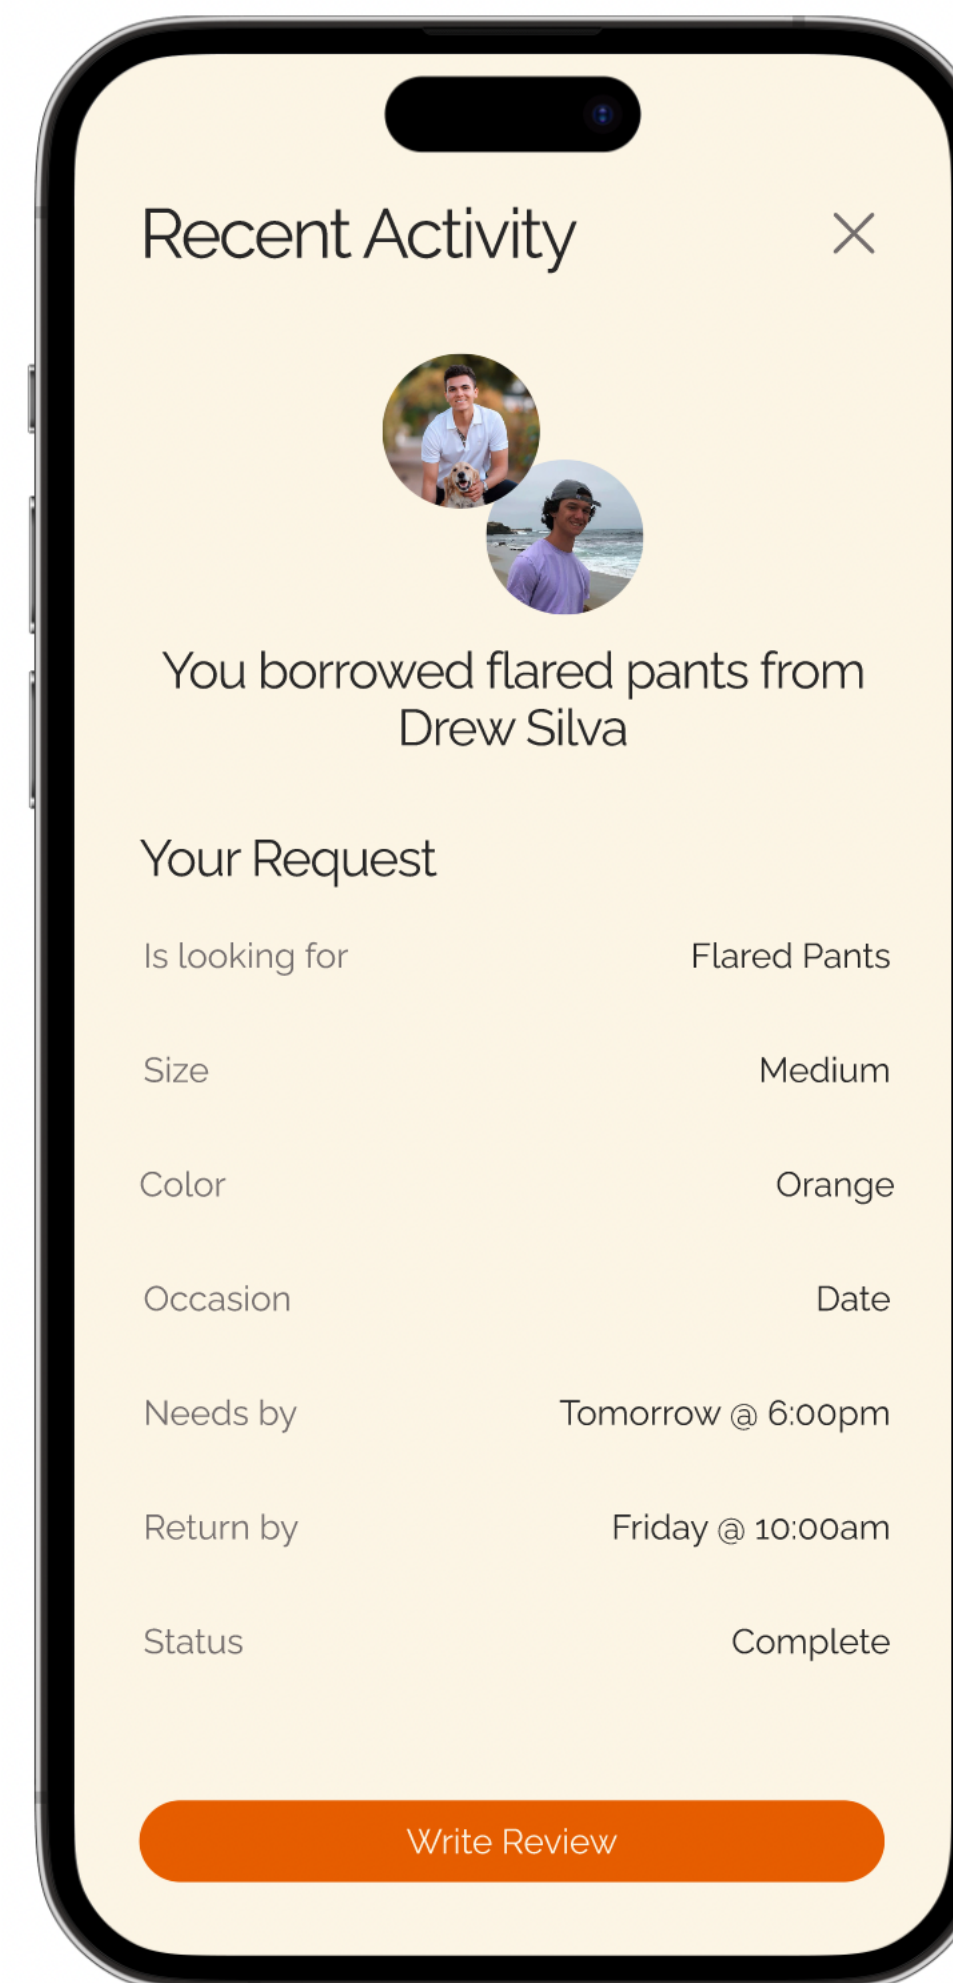 Recent Activity
You borrowed flared pants from
Drew Silva
Your Request
Is looking for Flared Pants
Size Medium
Color Orange
Occasion Date
Needs by Tomorrow @ 6:00pm
Return by Friday @ 10:00am
Status Complete
Write Review